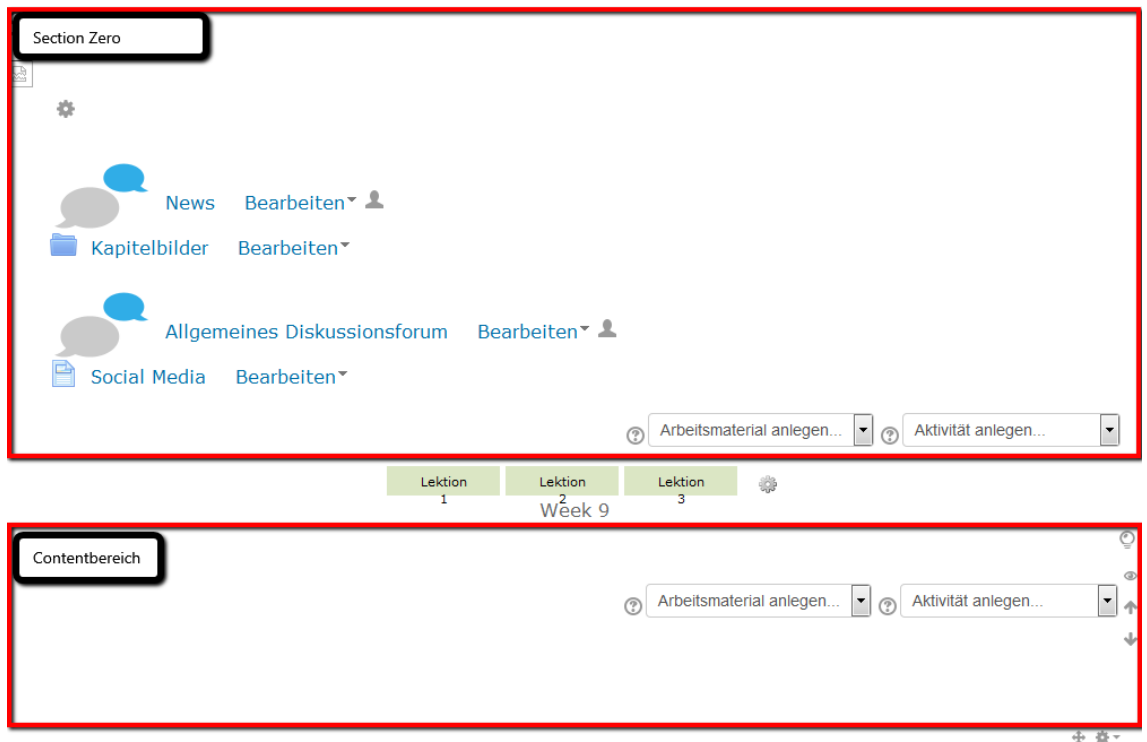 Section Zero
News Bearbeiten
Kapitelbilder Bearbeiten
Allgemeines Diskussionsforum Bearbeiten
Social Media Bearbeiten
Arbeitsmaterial anlegen... Aktivität anlegen...
Lektion 1 Lektion 2 Lektion 3
Week 9
Contentbereich
Arbeitsmaterial anlegen... Aktivität anlegen...